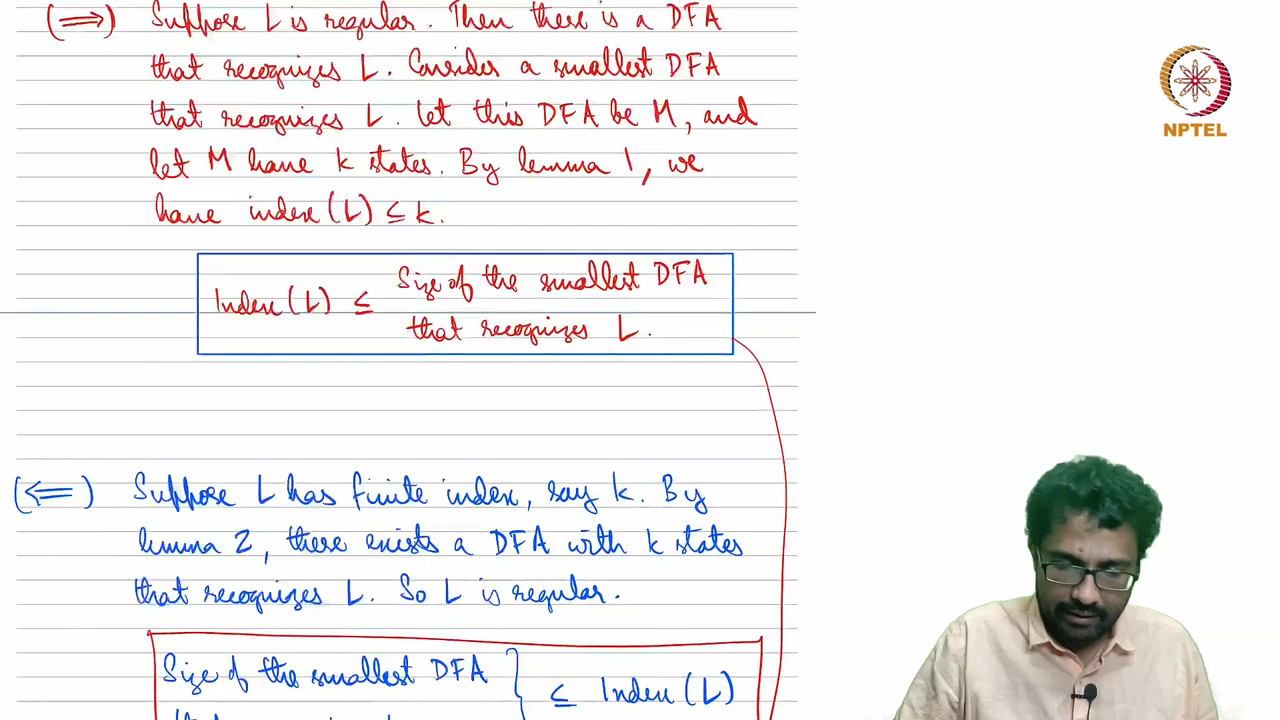 (⟹) Suppose L is regular. Then there is a DFA
that recognizes L. Consider a smallest DFA
that recognizes L. Let this DFA be M, and
let M have k states. By lemma 1, we
have index (L) ≤ k.
Index (L) ≤ Size of the smallest DFA
that recognizes L.
(⟸) Suppose L has finite index, say k. By
lemma 2, there exists a DFA with k states
that recognizes L. So L is regular.
Size of the smallest DFA
≤ Index (L)
NPTEL